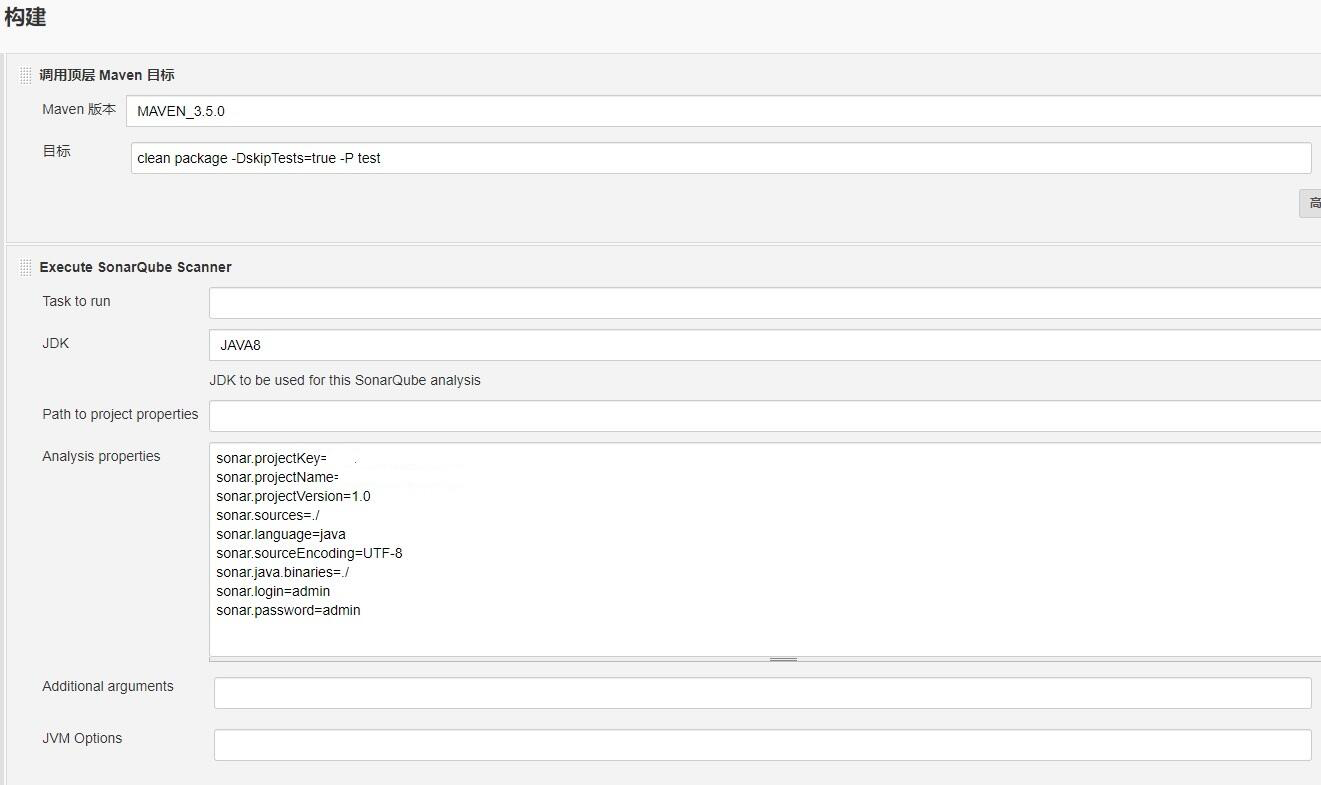 构建
调用顶层 Maven 目标
Maven 版本
MAVEN_3.5.0
目标
clean package -DskipTests=true -P test
高
Execute SonarQube Scanner
Task to run
JDK
JAVA8
JDK to be used for this SonarQube analysis
Path to project properties
Analysis properties
sonar.projectKey=
sonar.projectName=
sonar.projectVersion=1.0
sonar.sources=./
sonar.language=java
sonar.sourceEncoding=UTF-8
sonar.java.binaries=./
sonar.login=admin
sonar.password=admin
Additional arguments
JVM Options